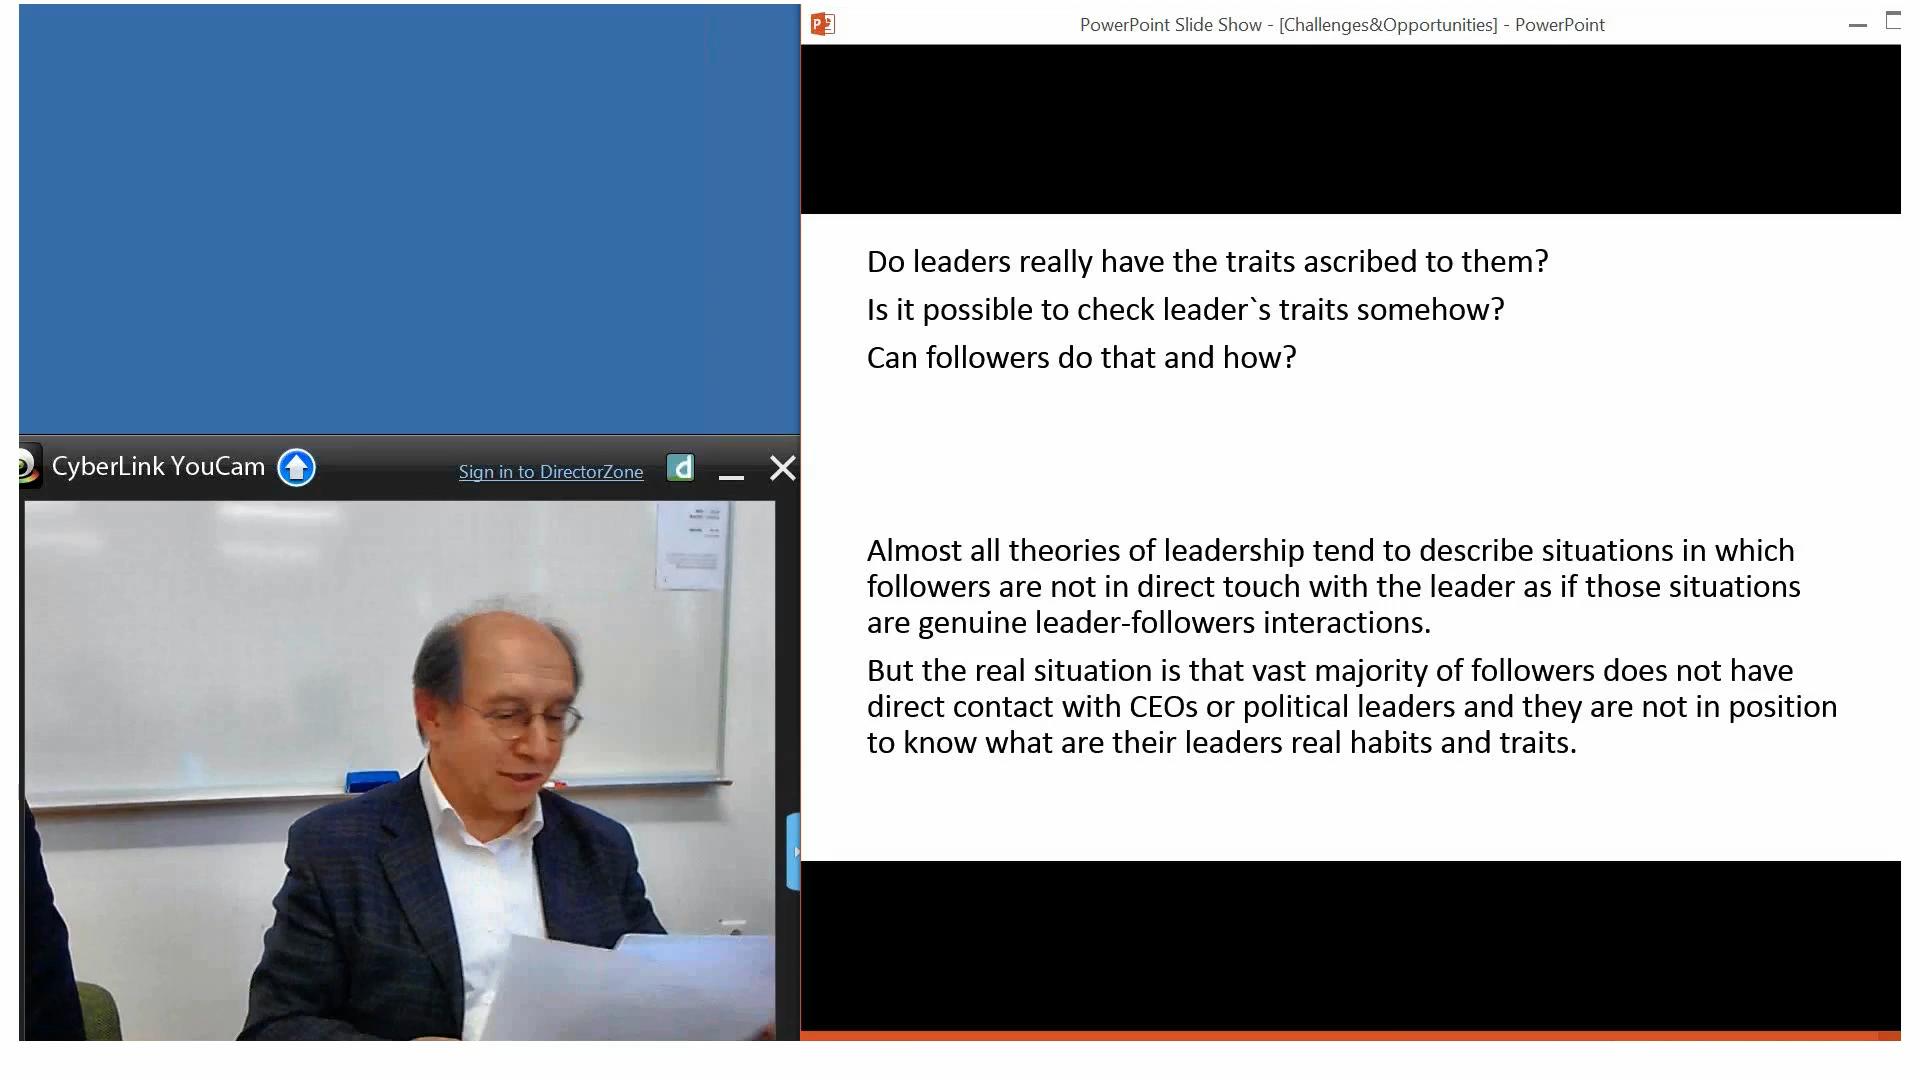 PowerPoint Slide Show - [Challenges&Opportunities] - PowerPoint
Do leaders really have the traits ascribed to them?
Is it possible to check leader`s traits somehow?
Can followers do that and how?
Almost all theories of leadership tend to describe situations in which
followers are not in direct touch with the leader as if those situations
are genuine leader-followers interactions.
But the real situation is that vast majority of followers does not have
direct contact with CEOs or political leaders and they are not in position
to know what are their leaders real habits and traits.
CyberLink YouCam
Sign in to DirectorZone
d